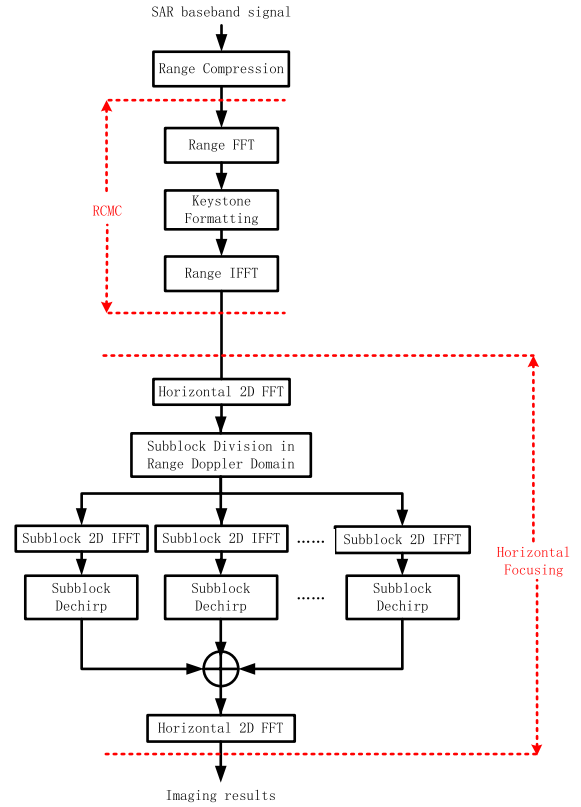 SAR baseband signal
Range Compression
Range FFT
RCMC
Keystone
Formatting
Range IFFT
Horizontal 2D FFT
Subblock Division in
Range Doppler Domain
Subblock 2D IFFT
Subblock 2D IFFT
......
Subblock 2D IFFT
Horizontal
Focusing
Subblock
Dechirp
Subblock
Dechirp
......
Subblock
Dechirp
Horizontal 2D FFT
Imaging results